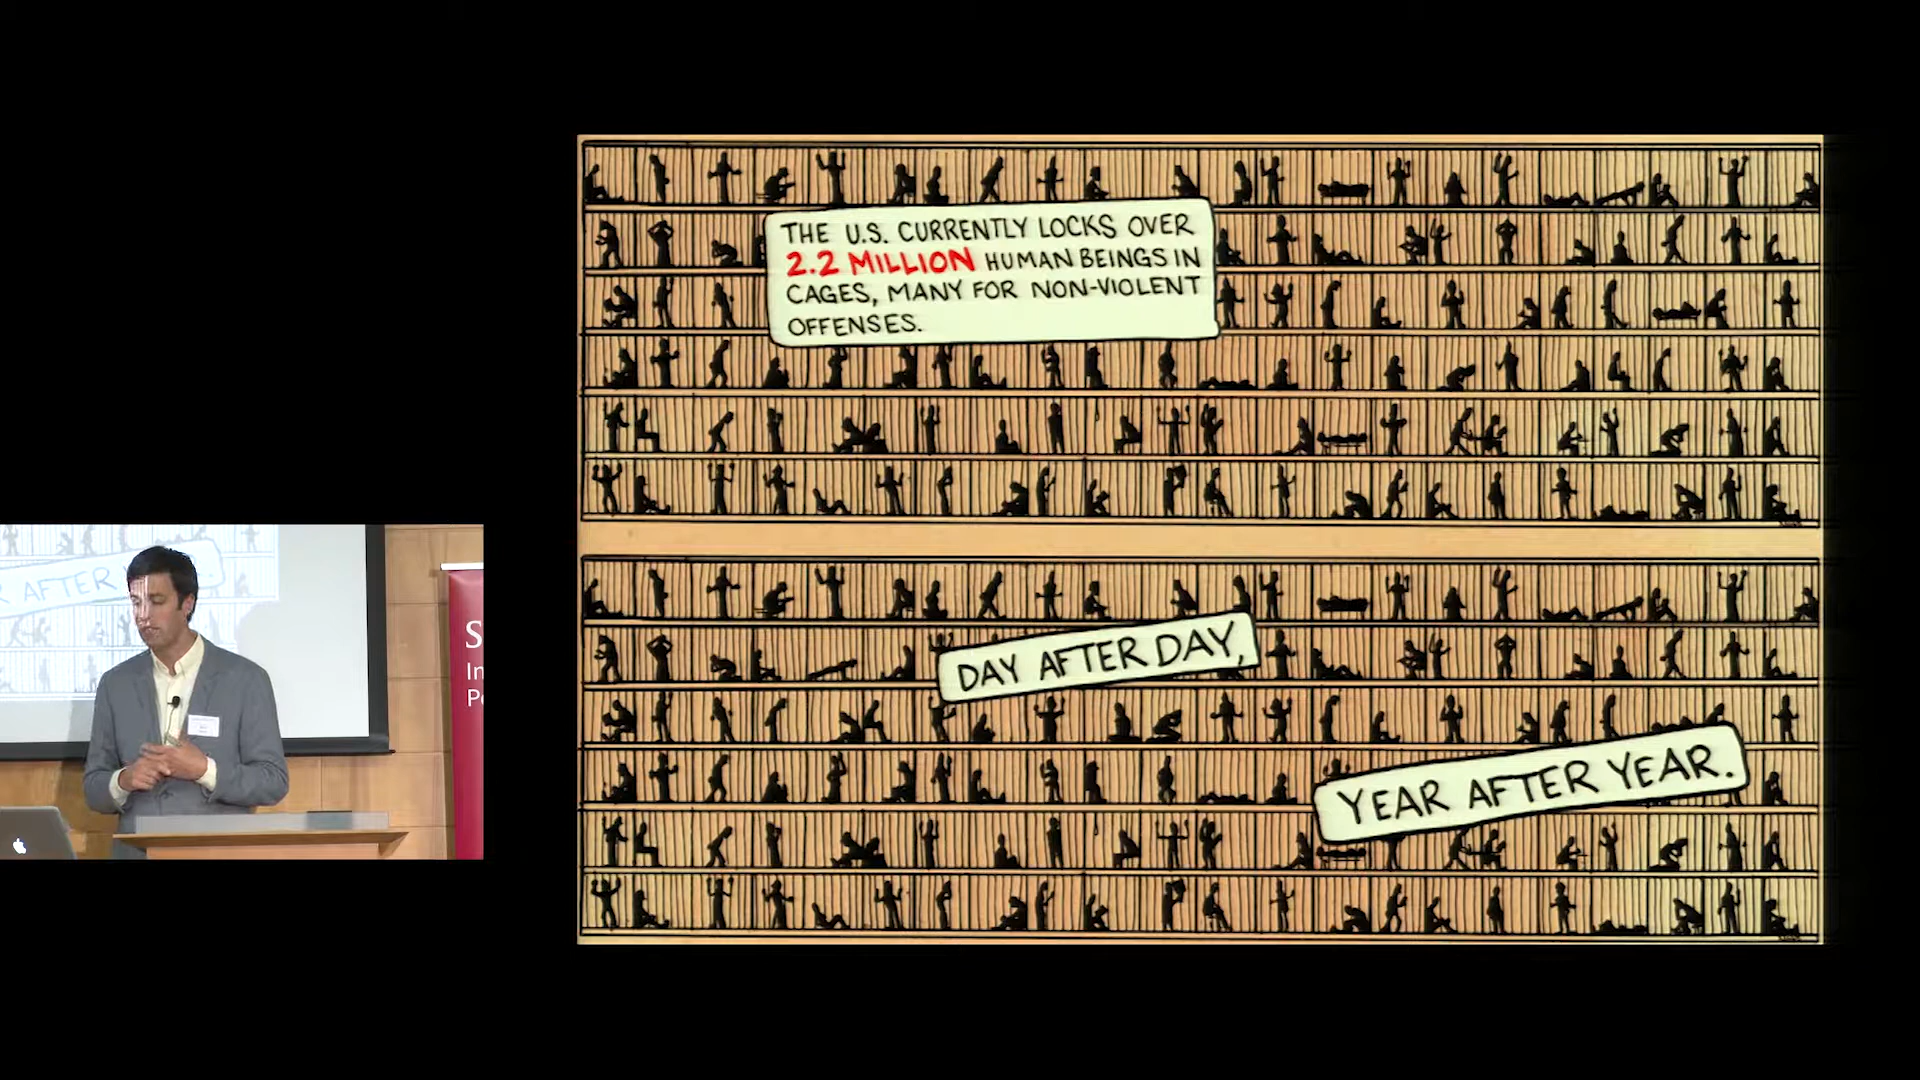 THE U.S. CURRENTLY LOCKS OVER
2.2 MILLION HUMAN BEINGS IN
CAGES, MANY FOR NON-VIOLENT
OFFENSES.
DAY AFTER DAY,
YEAR AFTER YEAR.
AFTER
S
In
P